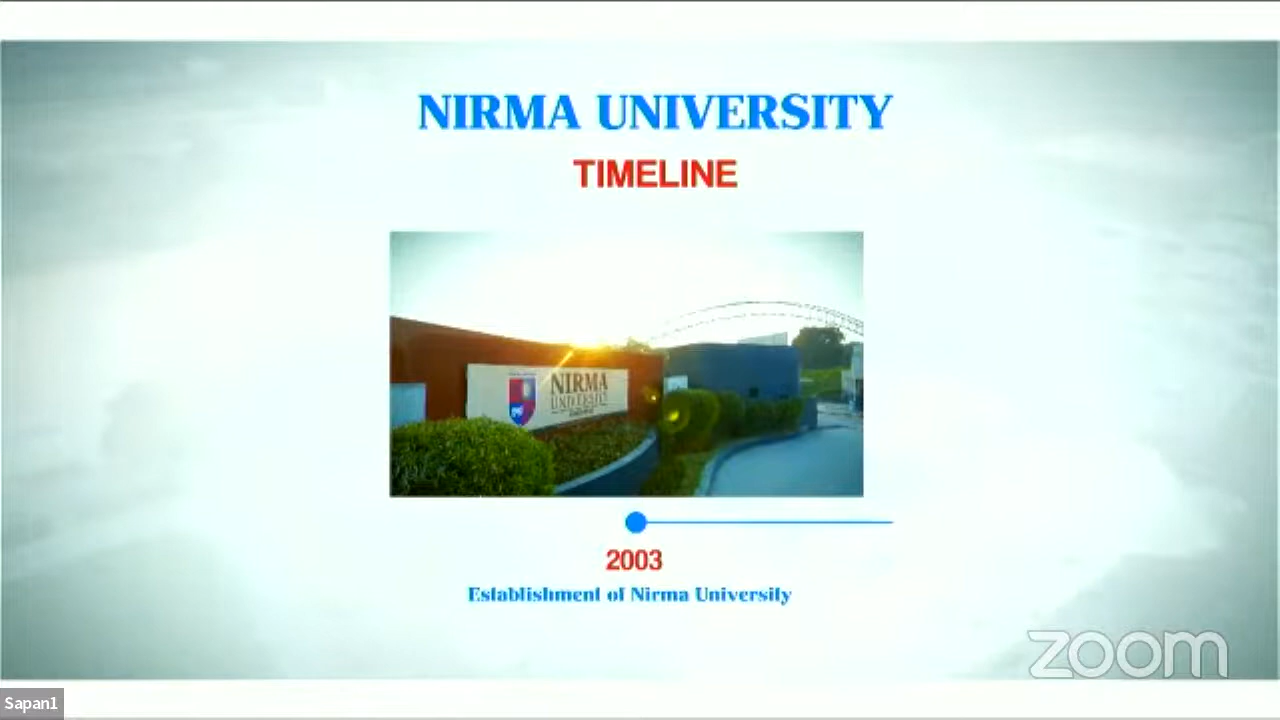 NIRMA UNIVERSITY
TIMELINE
NIRMA
UNIVERSITY
2003
Establishment of Nirma University
zoom
Sapan1